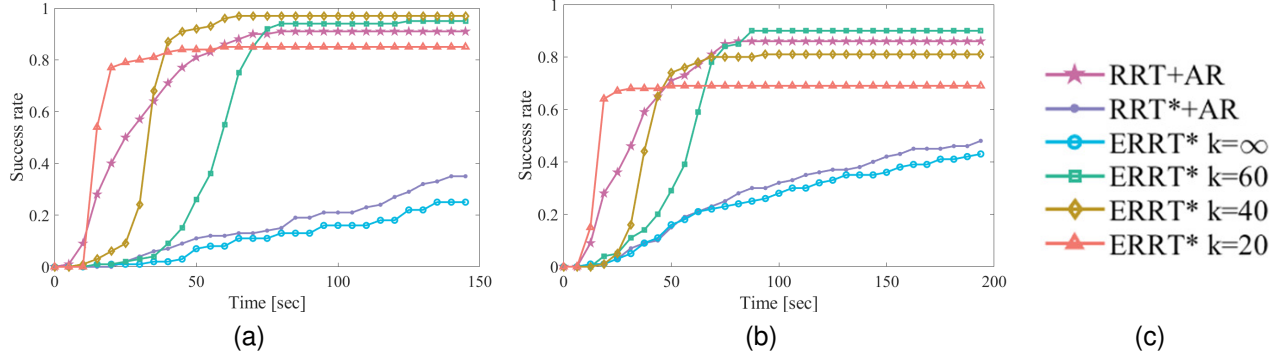 1
0.8
0.6
0.4
0.2
0
Success rate
0
50
100
150
Time [sec]
(a)
1
0.8
0.6
0.4
0.2
0
Success rate
0
50
100
150
200
Time [sec]
(b)
RRT+AR
RRT*+AR
ERRT* k=∞
ERRT* k=60
ERRT* k=40
ERRT* k=20
(c)